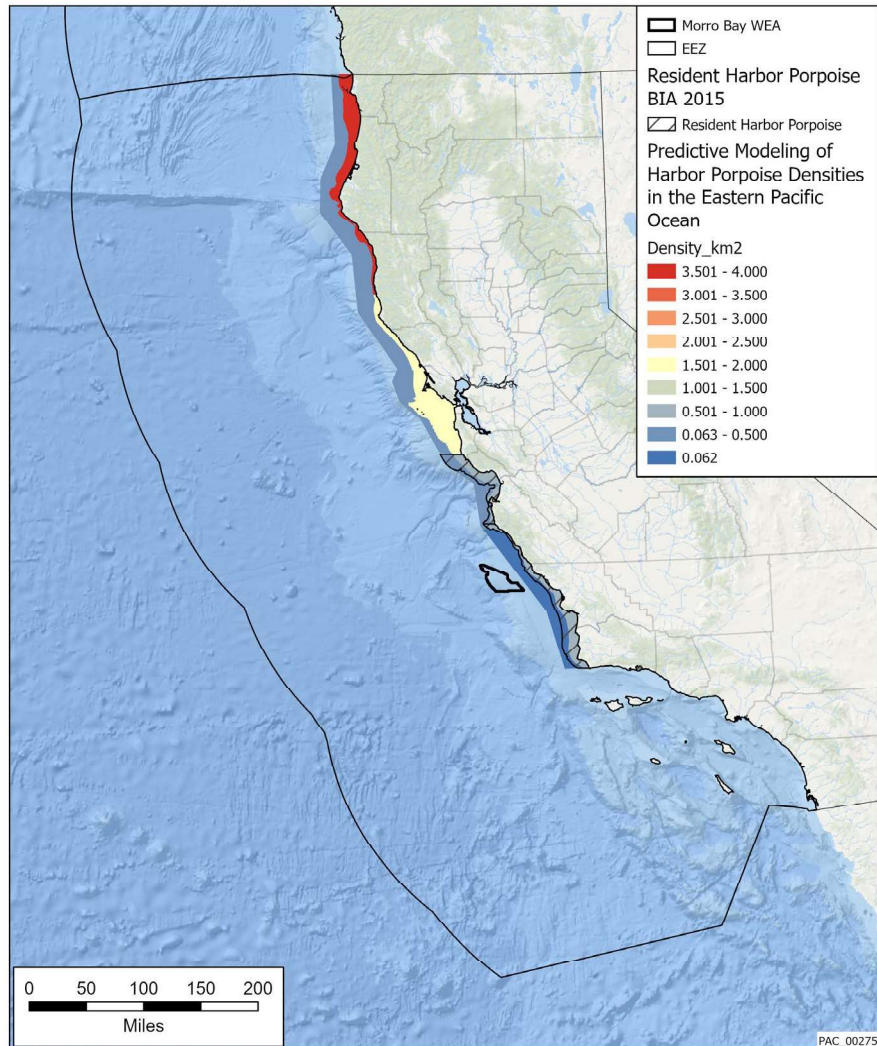 Morro Bay WEA
EEZ
Resident Harbor Porpoise
BIA 2015
Resident Harbor Porpoise
Predictive Modeling of
Harbor Porpoise Densities
in the Eastern Pacific
Ocean
Density_km2
3.501 - 4.000
3.001 - 3.500
2.501 - 3.000
2.001 - 2.500
1.501 - 2.000
1.001 - 1.500
0.501 - 1.000
0.063 - 0.500
0.062
0 50 100 150 200
Miles
PAC_00275